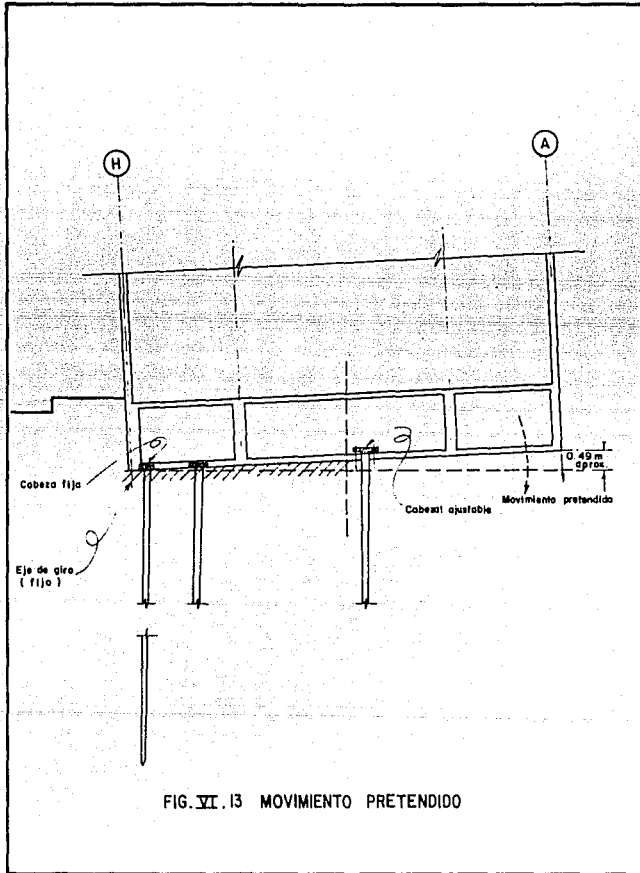 A
H
0.49 m
aprox.
Cabeza fija
Movimiento pretendido
Cabezal ajustable
Eje de giro
( fijo )
FIG. VI. 13 MOVIMIENTO PRETENDIDO